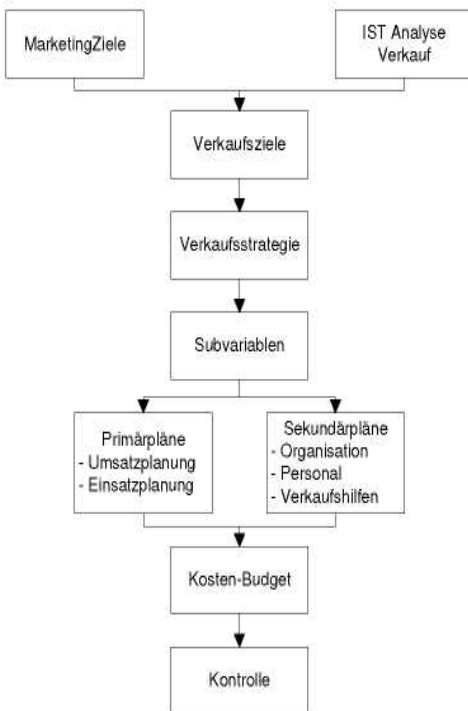 MarketingZiele
IST Analyse
Verkauf
Verkaufsziele
Verkaufsstrategie
Subvariablen
Primärpläne
- Umsatzplanung
- Einsatzplanung
Sekundärpläne
- Organisation
- Personal
- Verkaufshilfen
Kosten-Budget
Kontrolle